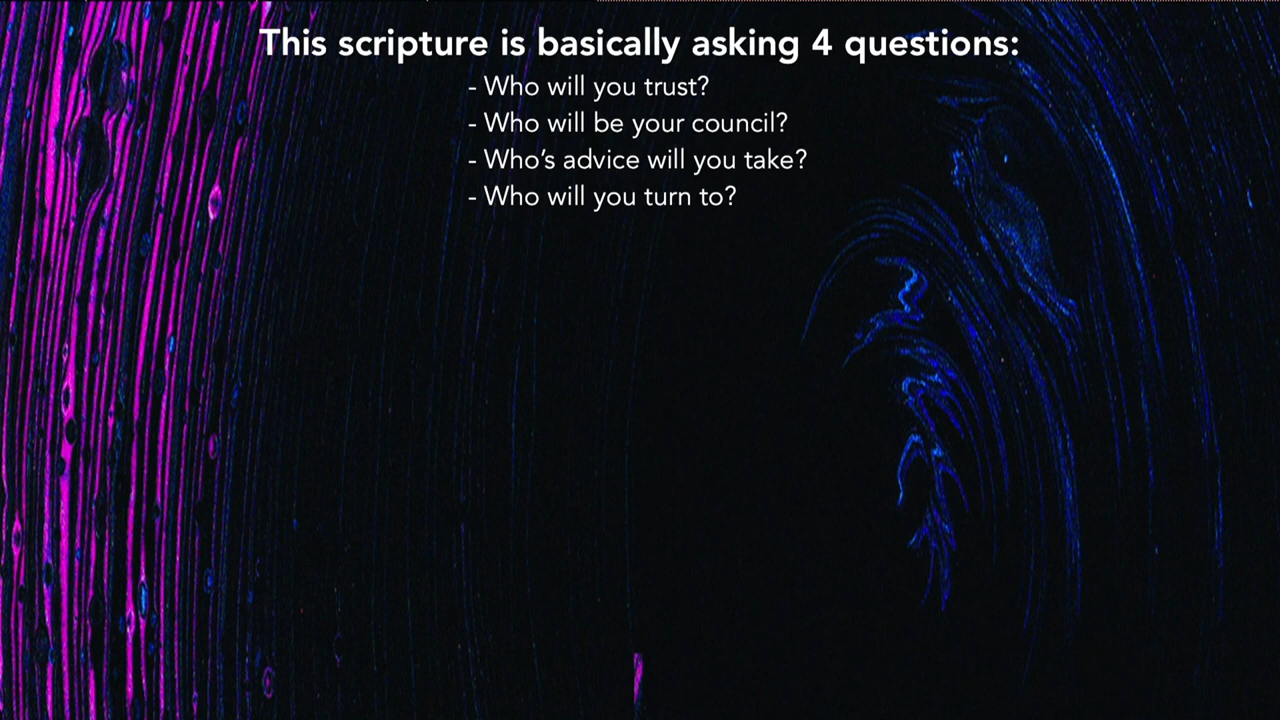 This scripture is basically asking 4 questions:
- Who will you trust?
- Who will be your council?
- Who’s advice will you take?
- Who will you turn to?